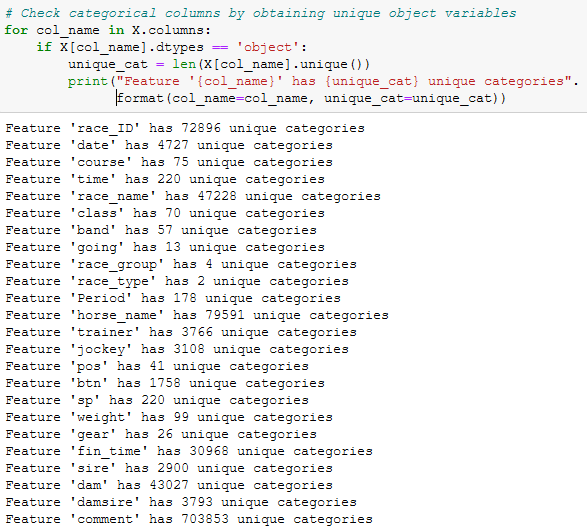 # Check categorical columns by obtaining unique object variables
for col_name in X.columns:
    if X[col_name].dtypes == 'object':
        unique_cat = len(X[col_name].unique())
        print("Feature '{col_name}' has {unique_cat} unique categories".
              format(col_name=col_name, unique_cat=unique_cat))
Feature 'race_ID' has 72896 unique categories
Feature 'date' has 4727 unique categories
Feature 'course' has 75 unique categories
Feature 'time' has 220 unique categories
Feature 'race_name' has 47228 unique categories
Feature 'class' has 70 unique categories
Feature 'band' has 57 unique categories
Feature 'going' has 13 unique categories
Feature 'race_group' has 4 unique categories
Feature 'race_type' has 2 unique categories
Feature 'Period' has 178 unique categories
Feature 'horse_name' has 79591 unique categories
Feature 'trainer' has 3766 unique categories
Feature 'jockey' has 3108 unique categories
Feature 'pos' has 41 unique categories
Feature 'btn' has 1758 unique categories
Feature 'sp' has 220 unique categories
Feature 'weight' has 99 unique categories
Feature 'gear' has 26 unique categories
Feature 'fin_time' has 30968 unique categories
Feature 'sire' has 2900 unique categories
Feature 'dam' has 43027 unique categories
Feature 'damsire' has 3793 unique categories
Feature 'comment' has 703853 unique categories